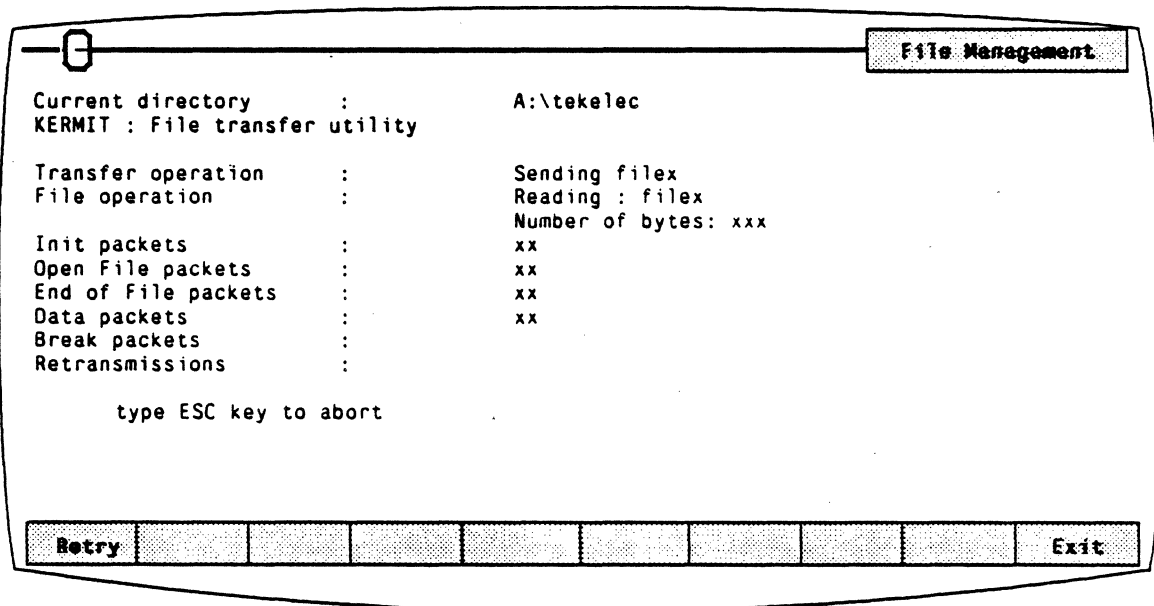 File Management
Current directory : A:\tekelec
KERMIT : File transfer utility
Transfer operation : Sending filex
File operation : Reading : filex
Number of bytes: xxx
Init packets : xx
Open File packets : xx
End of File packets : xx
Data packets : xx
Break packets :
Retransmissions :
type ESC key to abort
Retry Exit